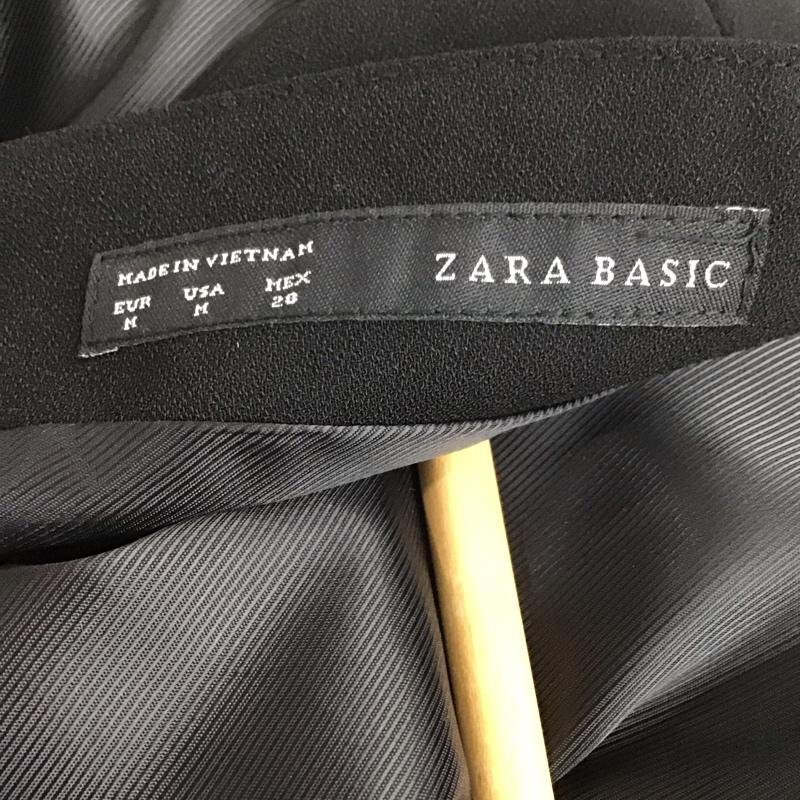 MADE IN VIETNAM
EUR USA MEX
M M 28
ZARA BASIC